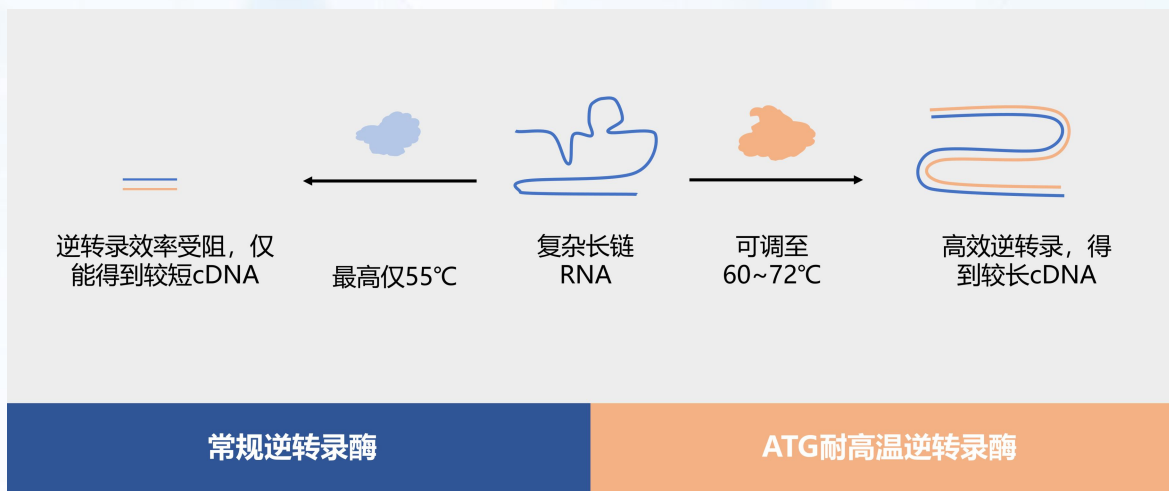 逆转录效率受阻，仅
能得到较短cDNA
最高仅55℃
复杂长链
RNA
可调至
60~72℃
高效逆转录，得
到较长cDNA
常规逆转录酶
ATG耐高温逆转录酶